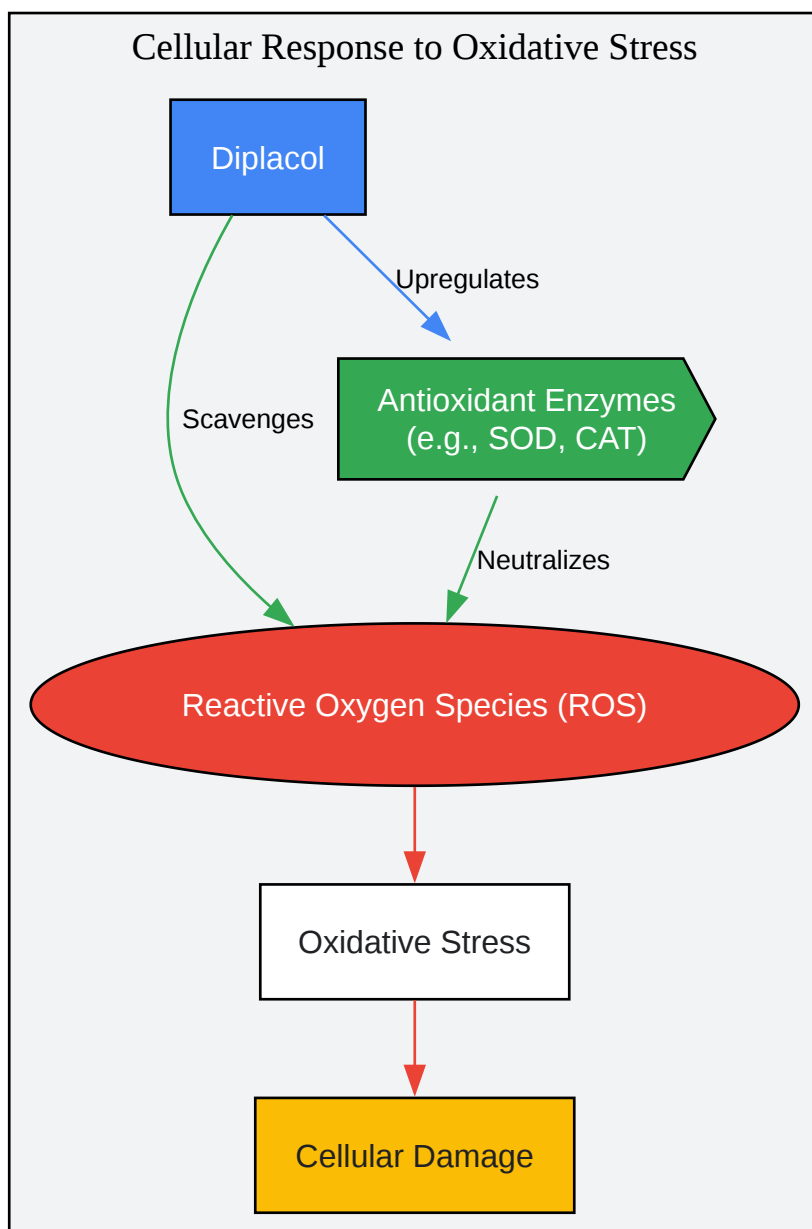 Cellular Response to Oxidative Stress
Diplacol
Upregulates
Antioxidant Enzymes
(e.g., SOD, CAT)
Scavenges
Neutralizes
Reactive Oxygen Species (ROS)
Oxidative Stress
Cellular Damage